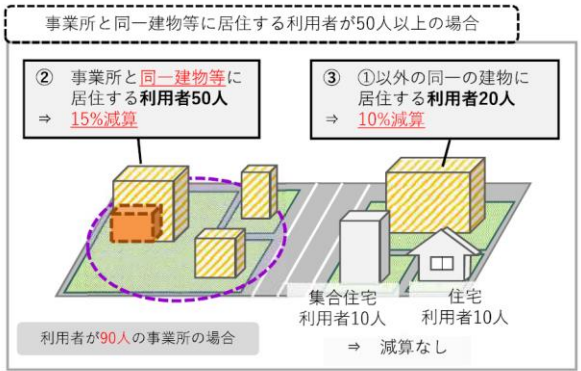 事業所と同一建物等に居住する利用者が50人以上の場合
② 事業所と同一建物等に
居住する利用者50人
⇒ 15%減算
③ ①以外の同一の建物に
居住する利用者20人
⇒ 10%減算
集合住宅
利用者10人
住宅
利用者10人
⇒ 減算なし
利用者が90人の事業所の場合